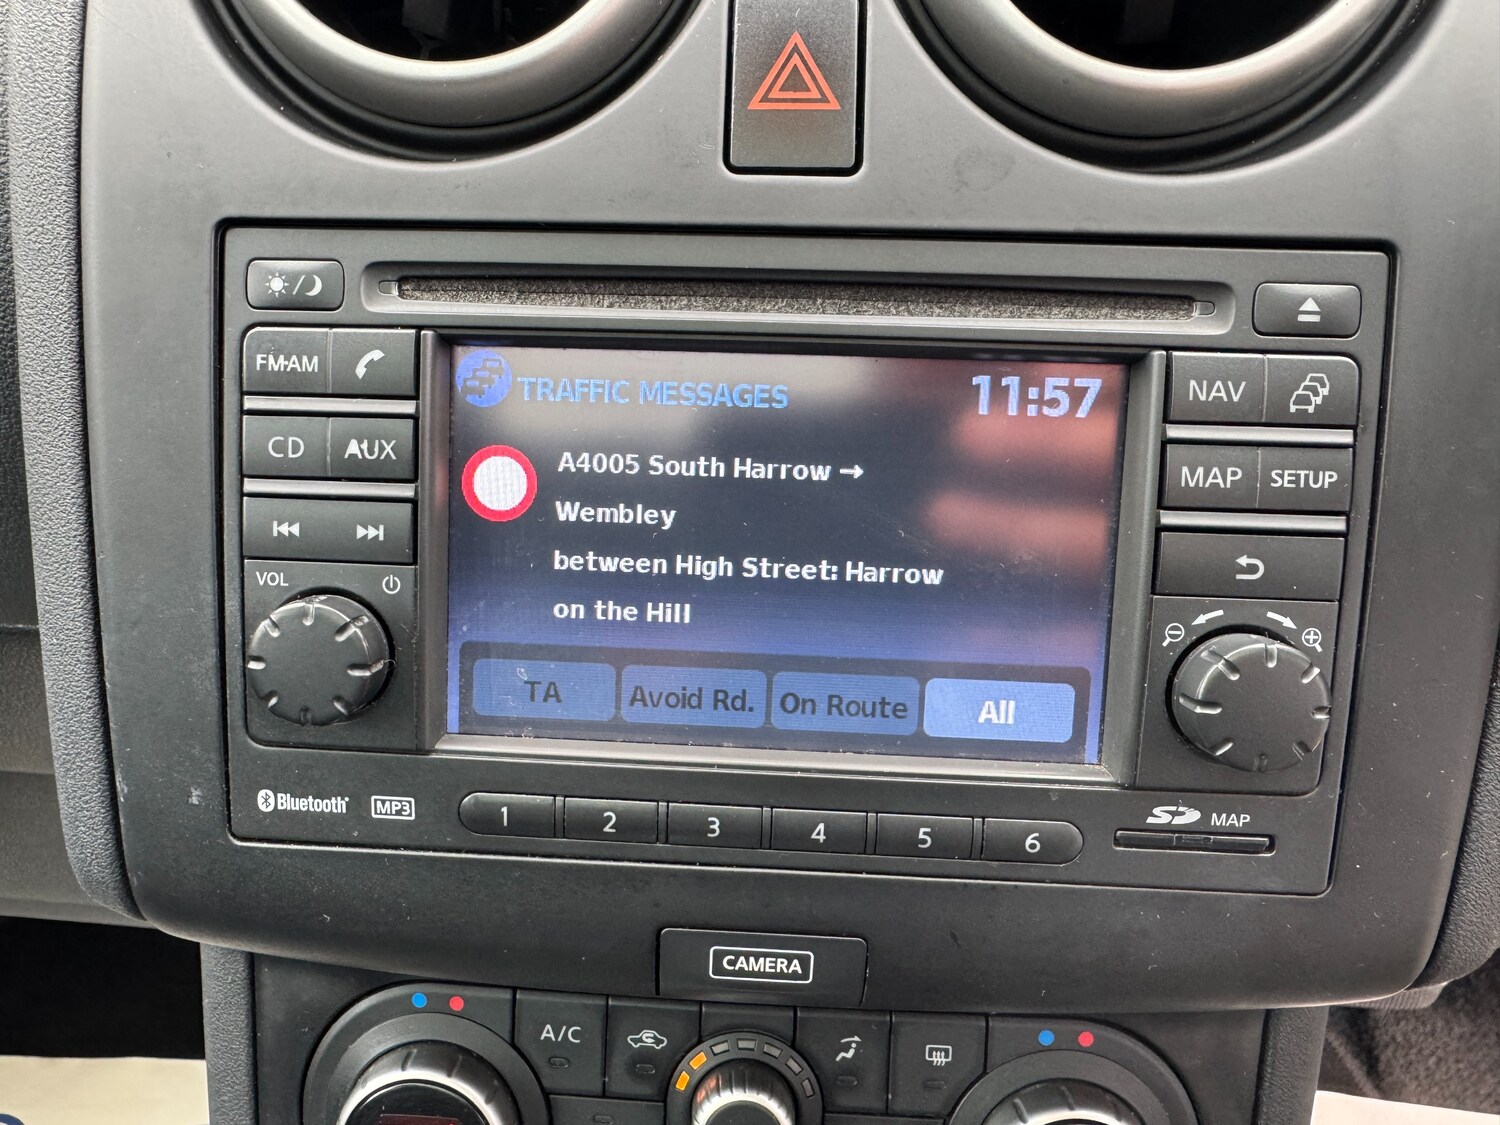 TRAFFIC MESSAGES 11:57
A4005 South Harrow →
Wembley
between High Street: Harrow
on the Hill
TA Avoid Rd. On Route All
FM·AM
CD AUX
VOL
NAV
MAP SETUP
Bluetooth MP3
1 2 3 4 5 6
SD MAP
CAMERA
A/C